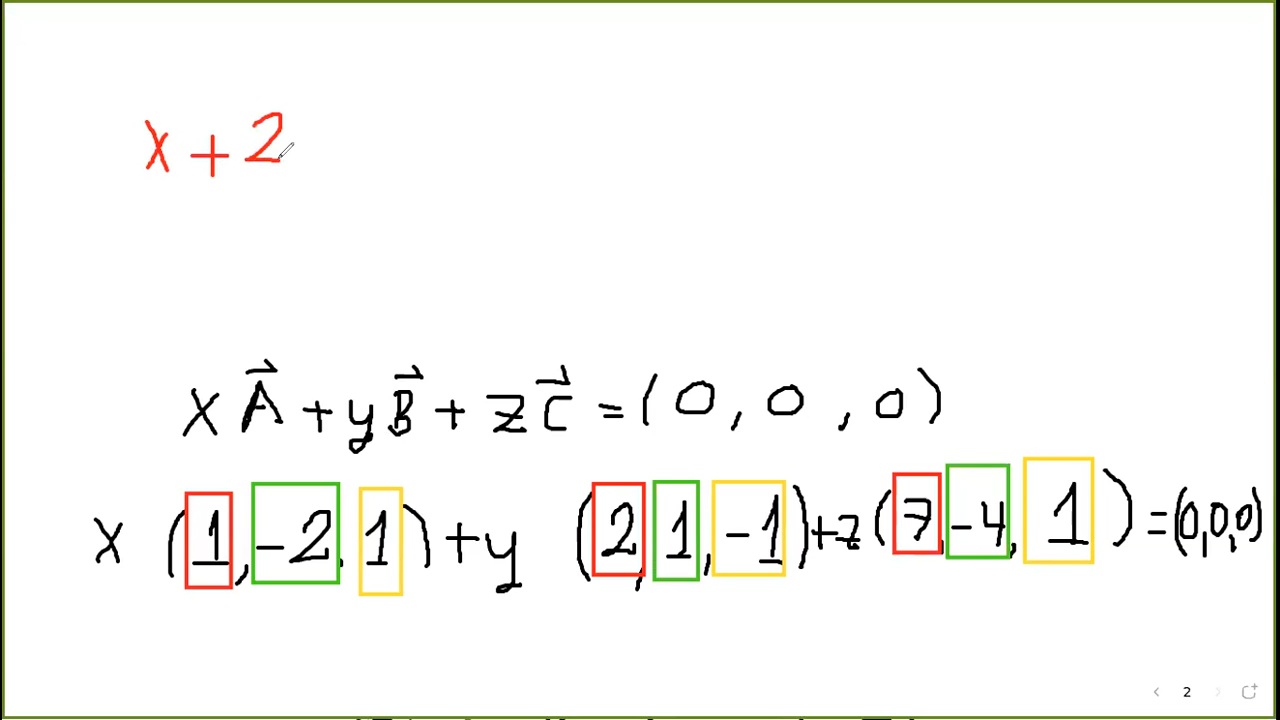 x + 2
x A⃗ + y B⃗ + z C⃗ = (0, 0, 0)
x (1, -2, 1) + y (2, 1, -1) + z (7, -4, 1) = (0,0,0)
2